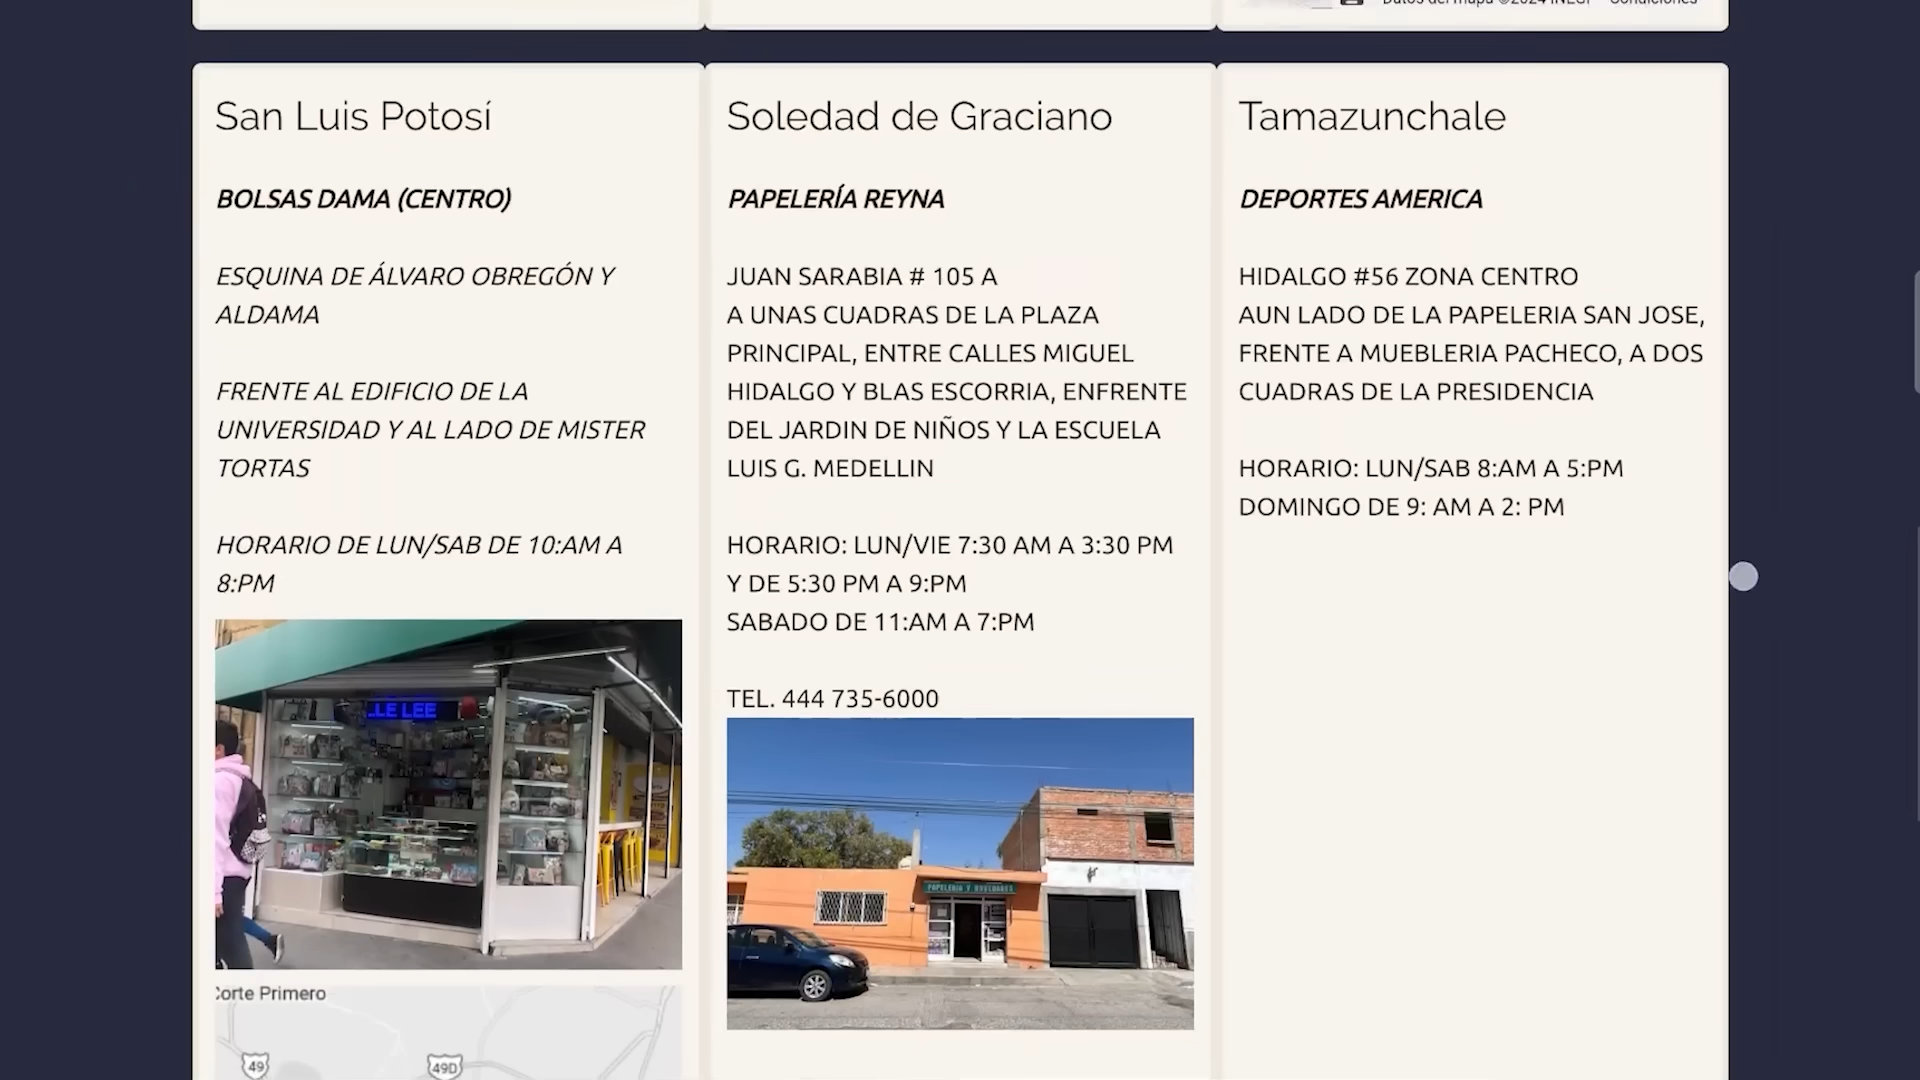 San Luis Potosí
BOLSAS DAMA (CENTRO)
ESQUINA DE ÁLVARO OBREGÓN Y
ALDAMA
FRENTE AL EDIFICIO DE LA
UNIVERSIDAD Y AL LADO DE MISTER
TORTAS
HORARIO DE LUN/SAB DE 10:AM A
8:PM
LE LEE
Corte Primero
49
49D
Soledad de Graciano
PAPELERÍA REYNA
JUAN SARABIA # 105 A
A UNAS CUADRAS DE LA PLAZA
PRINCIPAL, ENTRE CALLES MIGUEL
HIDALGO Y BLAS ESCORRIA, ENFRENTE
DEL JARDIN DE NIÑOS Y LA ESCUELA
LUIS G. MEDELLIN
HORARIO: LUN/VIE 7:30 AM A 3:30 PM
Y DE 5:30 PM A 9:PM
SABADO DE 11:AM A 7:PM
TEL. 444 735-6000
PAPELERIA Y NOVEDADES
Datos del mapa ©2024 INEGI Condiciones
Tamazunchale
DEPORTES AMERICA
HIDALGO #56 ZONA CENTRO
AUN LADO DE LA PAPELERIA SAN JOSE,
FRENTE A MUEBLERIA PACHECO, A DOS
CUADRAS DE LA PRESIDENCIA
HORARIO: LUN/SAB 8:AM A 5:PM
DOMINGO DE 9: AM A 2: PM